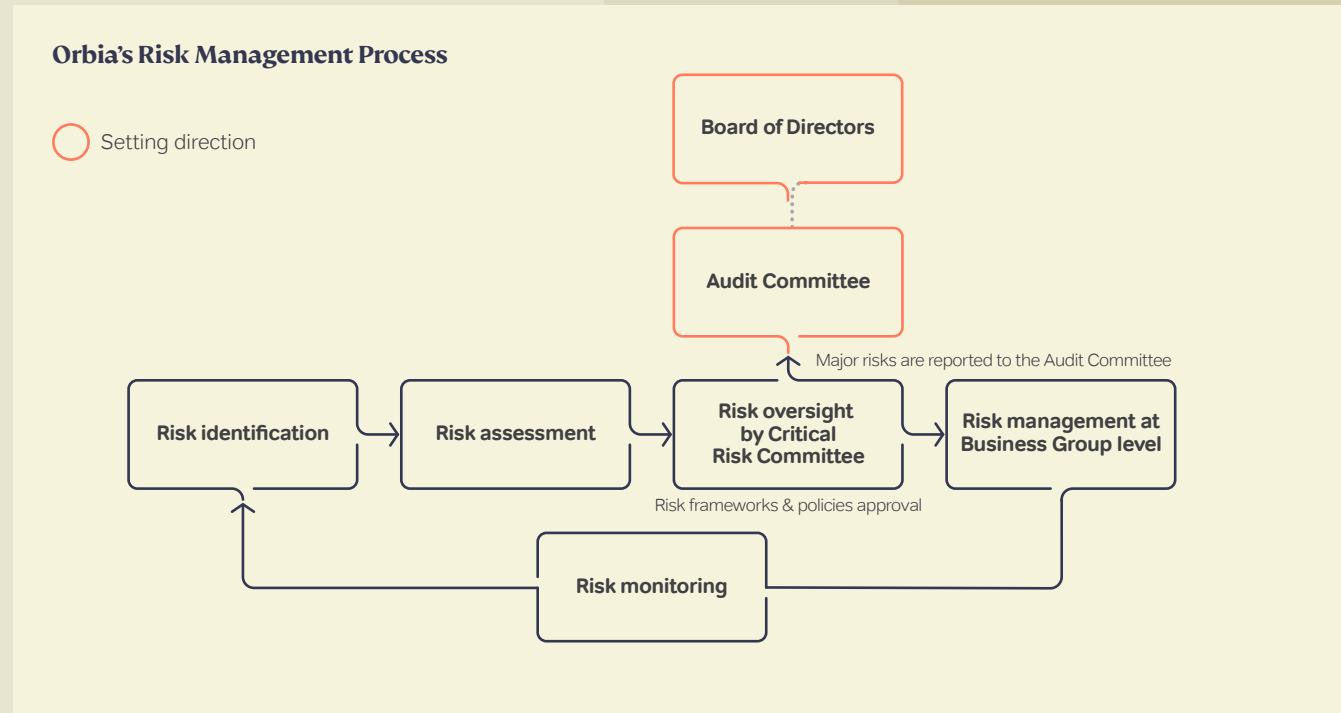 Orbia’s Risk Management Process
Setting direction
Board of Directors
Audit Committee
Major risks are reported to the Audit Committee
Risk identification
Risk assessment
Risk oversight
by Critical
Risk Committee
Risk management at
Business Group level
Risk frameworks & policies approval
Risk monitoring